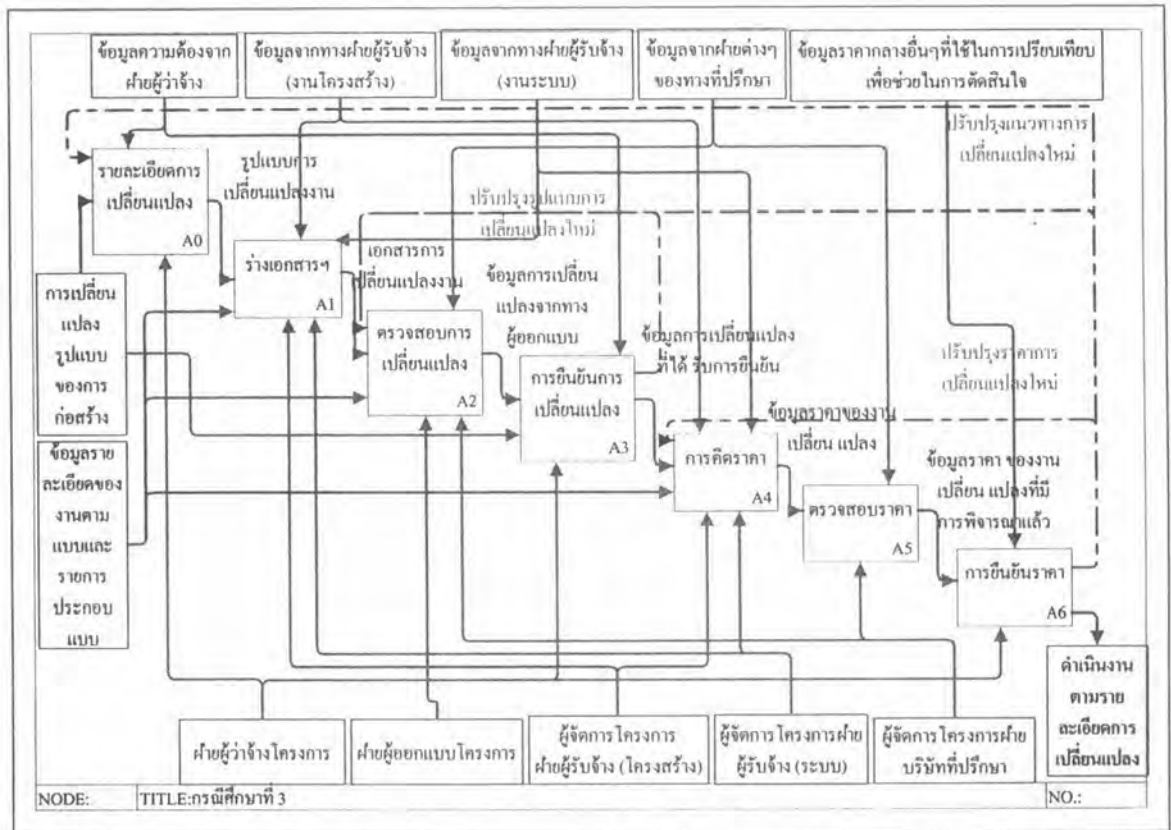 ข้อมูลความต้องจาก
ฝ่ายผู้ว่าจ้าง
ข้อมูลจากทางฝ่ายผู้รับจ้าง
(งานโครงสร้าง)
ข้อมูลจากทางฝ่ายผู้รับจ้าง
(งานระบบ)
ข้อมูลจากฝ่ายต่างๆ
ของทางที่ปรึกษา
ข้อมูลราคากลางอื่นๆที่ใช้ในการเปรียบเทียบ
เพื่อช่วยในการตัดสินใจ
ปรับปรุงแนวทางการ
เปลี่ยนแปลงใหม่
รายละเอียดการ
เปลี่ยนแปลง
A0
รูปแบบการ
เปลี่ยนแปลงงาน
ปรับปรุงรูปแบบการ
เปลี่ยนแปลงใหม่
ร่างเอกสารฯ
A1
เอกสารการ
เปลี่ยนแปลงงาน
ข้อมูลการเปลี่ยน
แปลงจากทาง
ผู้ออกแบบ
การเปลี่ยน
แปลง
รูปแบบ
ของการ
ก่อสร้าง
ตรวจสอบการ
เปลี่ยนแปลง
A2
ข้อมูลการเปลี่ยนแปลง
ที่ได้ รับการยืนยัน
ปรับปรุงราคาการ
เปลี่ยนแปลงใหม่
การยืนยันการ
เปลี่ยนแปลง
A3
ข้อมูลราคาของงาน
เปลี่ยน แปลง
ข้อมูลราย
ละเอียดของ
งานตาม
แบบและ
รายการ
ประกอบ
แบบ
การคิดราคา
A4
ข้อมูลราคา ของงาน
เปลี่ยน แปลงที่มี
การพิจารณาแล้ว
ตรวจสอบราคา
A5
การยืนยันราคา
A6
ดำเนินงาน
ตามราย
ละเอียดการ
เปลี่ยนแปลง
ฝ่ายผู้ว่าจ้างโครงการ
ฝ่ายผู้ออกแบบโครงการ
ผู้จัดการโครงการ
ฝ่ายผู้รับจ้าง (โครงสร้าง)
ผู้จัดการโครงการฝ่าย
ผู้รับจ้าง (ระบบ)
ผู้จัดการโครงการฝ่าย
บริษัทที่ปรึกษา
NODE:
TITLE:กรณีศึกษาที่ 3
NO.: